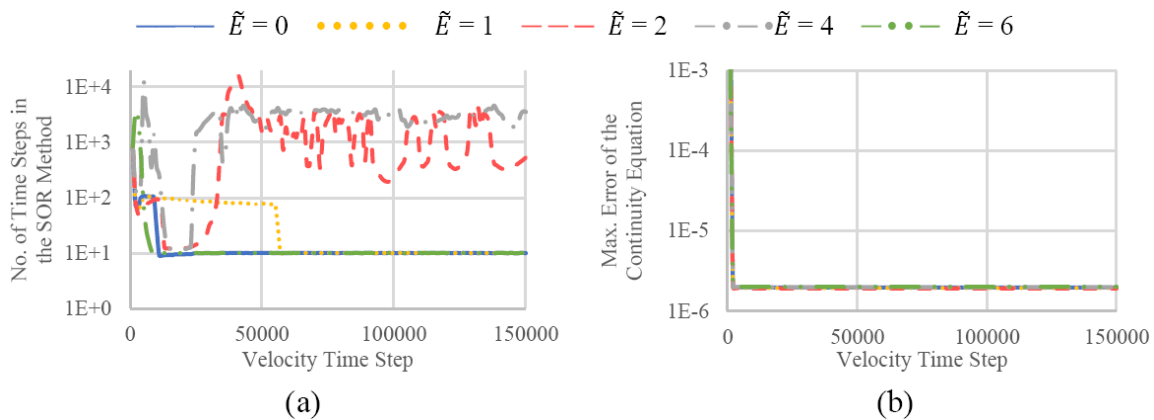 Ẽ = 0 Ẽ = 1 Ẽ = 2 Ẽ = 4 Ẽ = 6
No. of Time Steps in
the SOR Method
1E+4
1E+3
1E+2
1E+1
1E+0
0 50000 100000 150000
Velocity Time Step
(a)
Max. Error of the
Continuity Equation
1E-3
1E-4
1E-5
1E-6
0 50000 100000 150000
Velocity Time Step
(b)